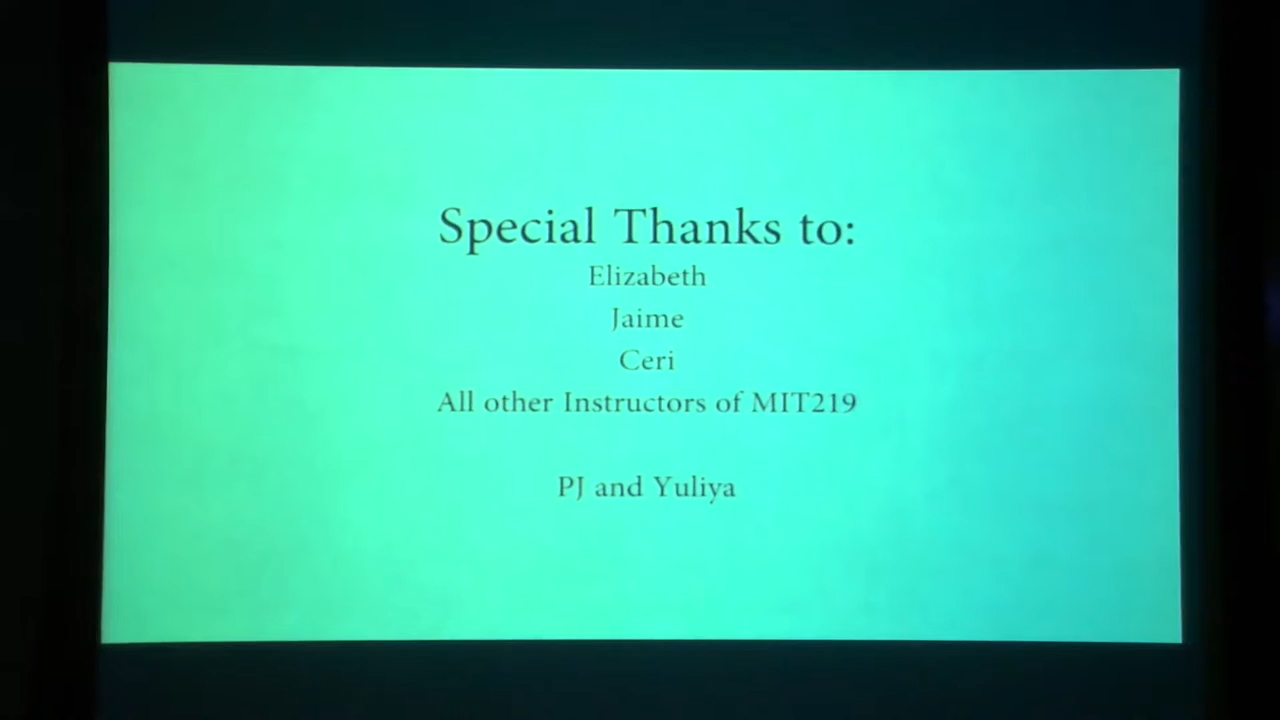 Special Thanks to:
Elizabeth
Jaime
Ceri
All other Instructors of MIT219
PJ and Yuliya